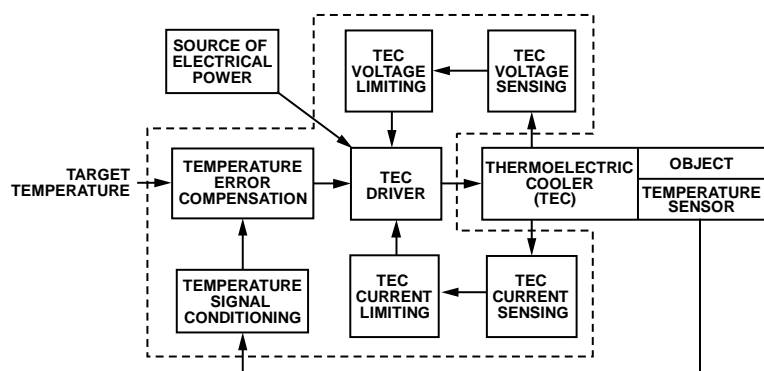 SOURCE OF
ELECTRICAL
POWER
TEC
VOLTAGE
LIMITING
TEC
VOLTAGE
SENSING
TARGET
TEMPERATURE
TEMPERATURE
ERROR
COMPENSATION
TEC
DRIVER
THERMOELECTRIC
COOLER
(TEC)
OBJECT
TEMPERATURE
SENSOR
TEMPERATURE
SIGNAL
CONDITIONING
TEC
CURRENT
LIMITING
TEC
CURRENT
SENSING